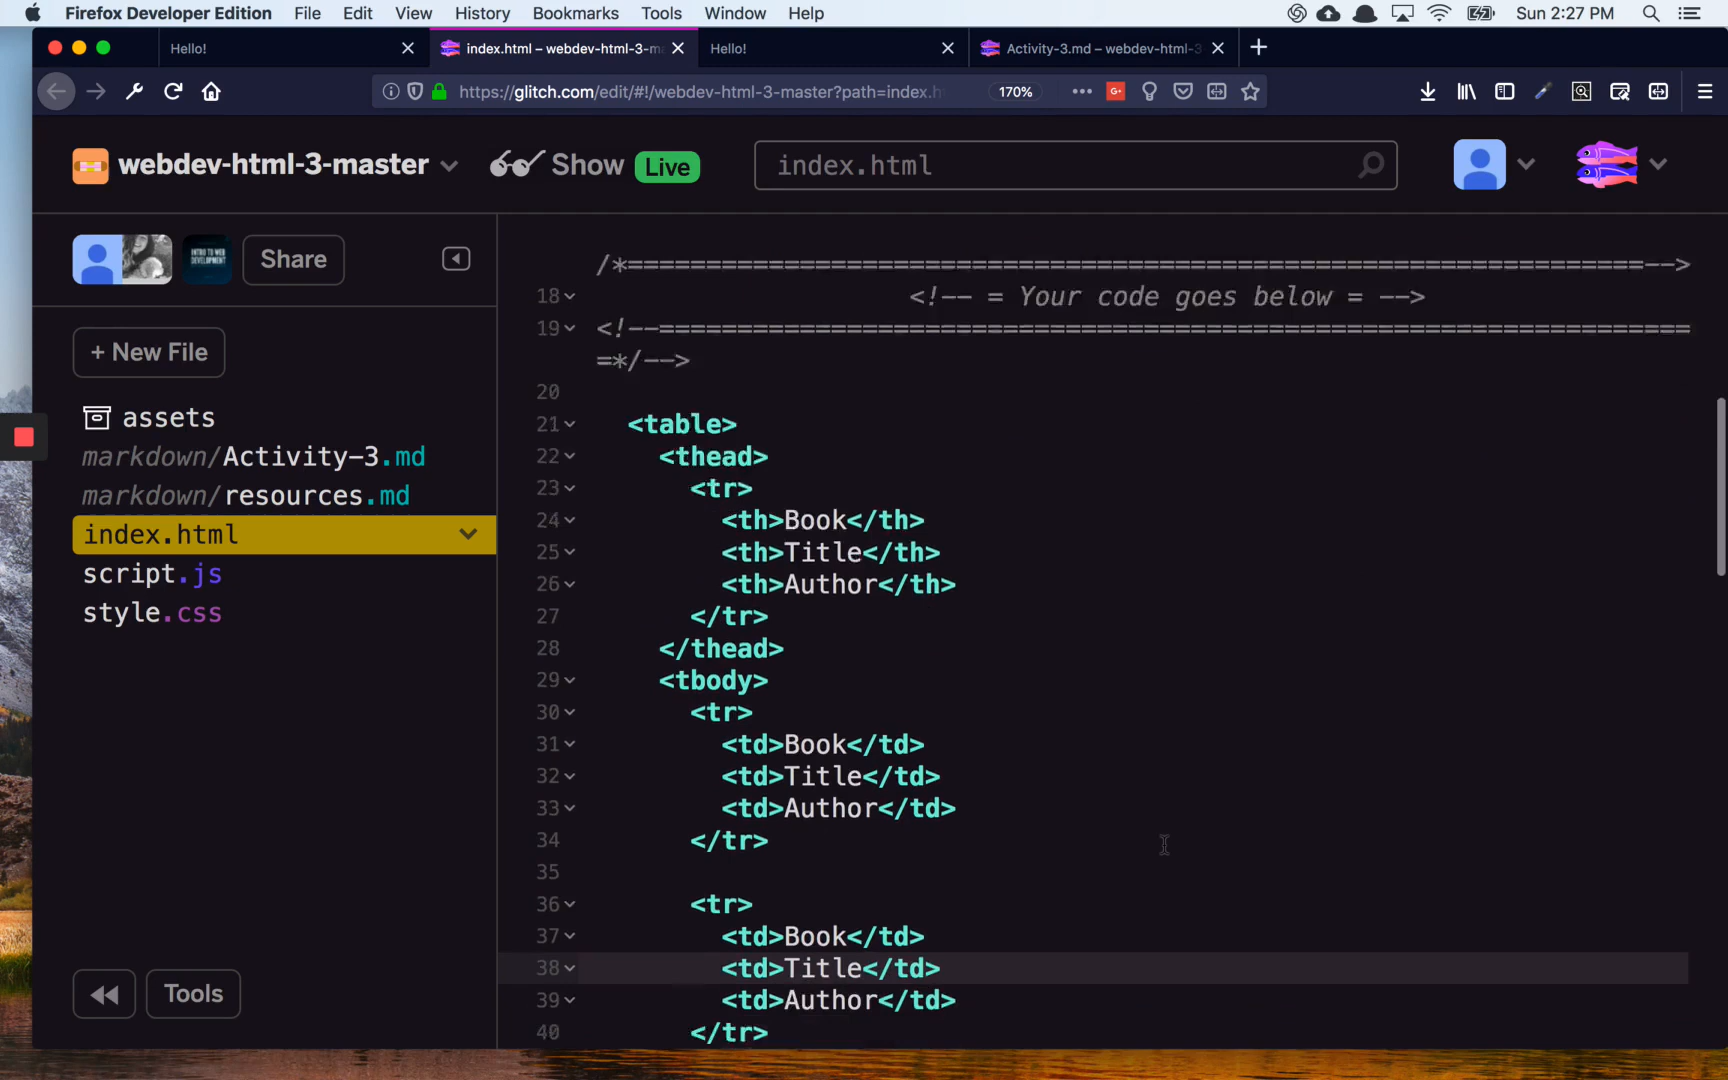 Firefox Developer Edition File Edit View History Bookmarks Tools Window Help Sun 2:27 PM
Hello! index.html – webdev-html-3-ma Hello! Activity-3.md – webdev-html-3
https://glitch.com/edit/#!/webdev-html-3-master?path=index.h 170% G+
webdev-html-3-master Show Live index.html
INTRO TO WEB
DEVELOPMENT
Share
+ New File
assets
markdown/Activity-3.md
markdown/resources.md
index.html
script.js
style.css
Tools
/*=================================================================-->
18 <!-- = Your code goes below = -->
19 <!--==================================================================
=*/-->
20
21 <table>
22 <thead>
23 <tr>
24 <th>Book</th>
25 <th>Title</th>
26 <th>Author</th>
27 </tr>
28 </thead>
29 <tbody>
30 <tr>
31 <td>Book</td>
32 <td>Title</td>
33 <td>Author</td>
34 </tr>
35
36 <tr>
37 <td>Book</td>
38 <td>Title</td>
39 <td>Author</td>
40 </tr>